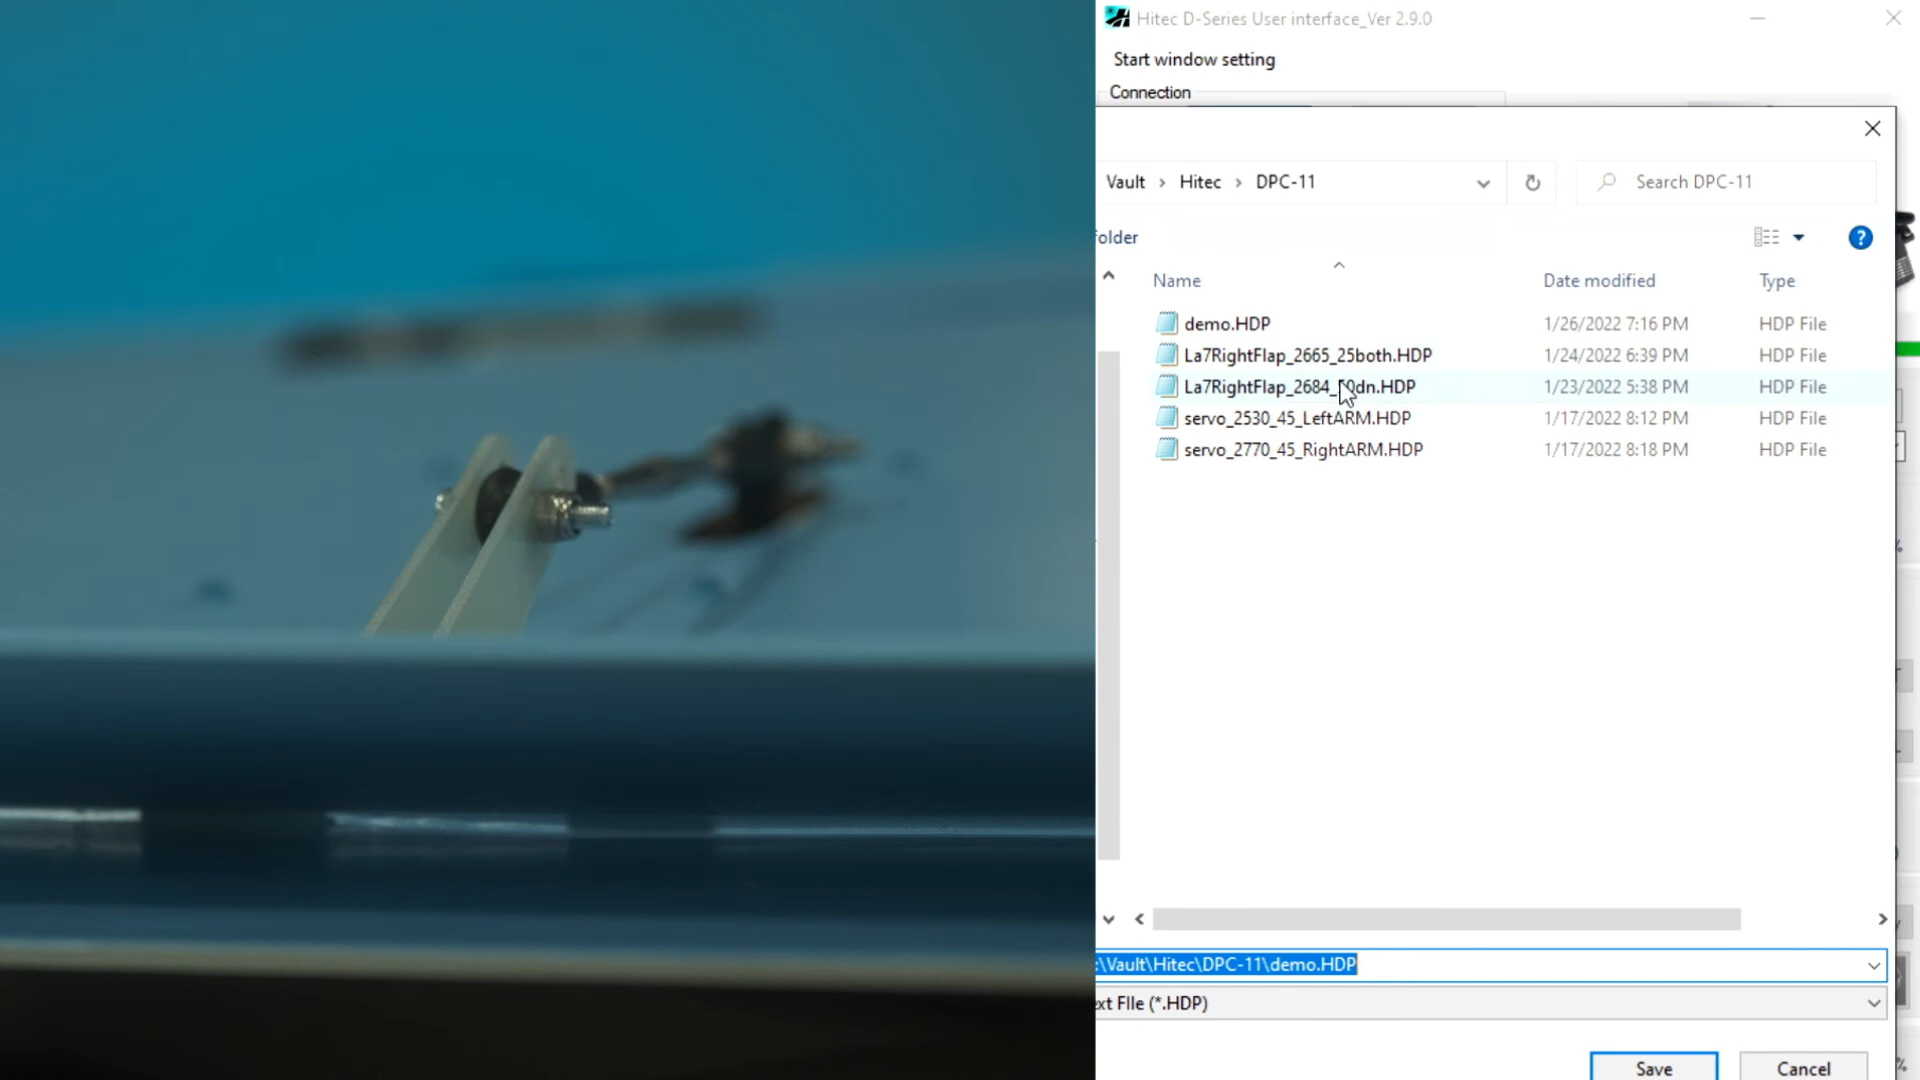 Hitec D-Series User interface_Ver 2.9.0
Start window setting
Connection
Vault > Hitec > DPC-11
Search DPC-11
Name
Date modified
Type
demo.HDP 1/26/2022 7:16 PM HDP File
La7RightFlap_2665_25both.HDP 1/24/2022 6:39 PM HDP File
La7RightFlap_2684_ 0dn.HDP 1/23/2022 5:38 PM HDP File
servo_2530_45_LeftARM.HDP 1/17/2022 8:12 PM HDP File
servo_2770_45_RightARM.HDP 1/17/2022 8:18 PM HDP File
:\Vault\Hitec\DPC-11\demo.HDP
FIle (*.HDP)
Save
Cancel